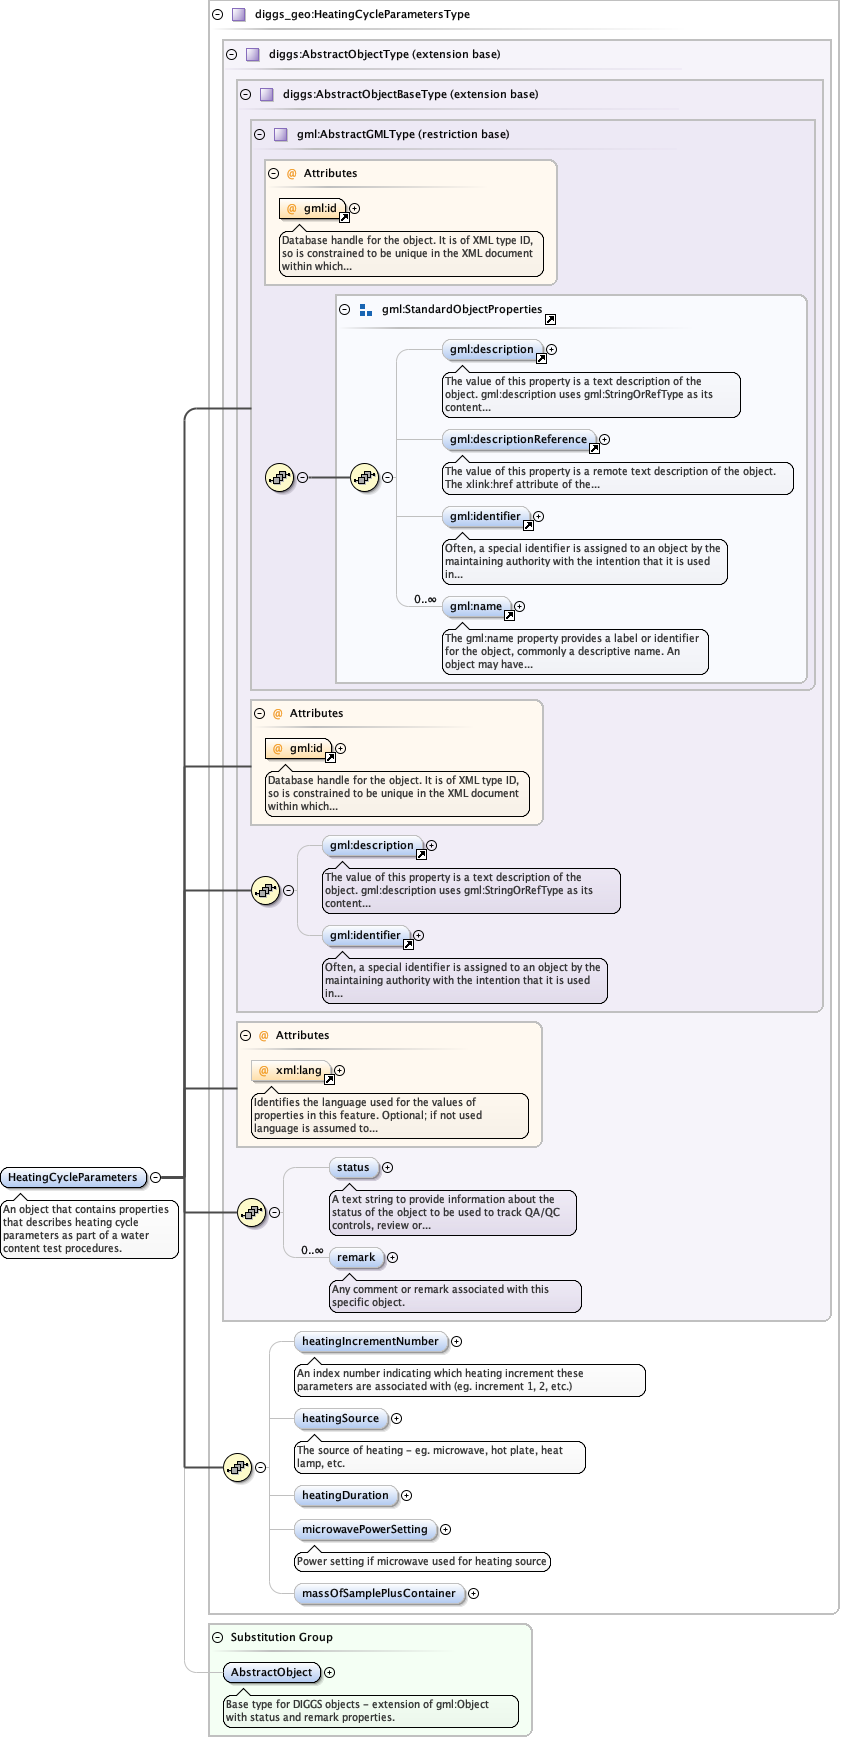 diggs_geo:HeatingCycleParametersType
diggs:AbstractObjectType (extension base)
diggs:AbstractObjectBaseType (extension base)
gml:AbstractGMLType (restriction base)
@ Attributes
@ gml:id
Database handle for the object. It is of XML type ID,
so is constrained to be unique in the XML document
within which...
gml:StandardObjectProperties
gml:description
The value of this property is a text description of the
object. gml:description uses gml:StringOrRefType as its
content...
gml:descriptionReference
The value of this property is a remote text description of the object.
The xlink:href attribute of the...
gml:identifier
Often, a special identifier is assigned to an object by the
maintaining authority with the intention that it is used
in...
0..∞
gml:name
The gml:name property provides a label or identifier
for the object, commonly a descriptive name. An
object may have...
@ Attributes
@ gml:id
Database handle for the object. It is of XML type ID,
so is constrained to be unique in the XML document
within which...
gml:description
The value of this property is a text description of the
object. gml:description uses gml:StringOrRefType as its
content...
gml:identifier
Often, a special identifier is assigned to an object by the
maintaining authority with the intention that it is used
in...
@ Attributes
@ xml:lang
Identifies the language used for the values of
properties in this feature. Optional; if not used
language is assumed to...
HeatingCycleParameters
An object that contains properties
that describes heating cycle
parameters as part of a water
content test procedures.
status
A text string to provide information about the
status of the object to be used to track QA/QC
controls, review or...
0..∞
remark
Any comment or remark associated with this
specific object.
heatingIncrementNumber
An index number indicating which heating increment these
parameters are associated with (eg. increment 1, 2, etc.)
heatingSource
The source of heating - eg. microwave, hot plate, heat
lamp, etc.
heatingDuration
microwavePowerSetting
Power setting if microwave used for heating source
massOfSamplePlusContainer
Substitution Group
AbstractObject
Base type for DIGGS objects - extension of gml:Object
with status and remark properties.